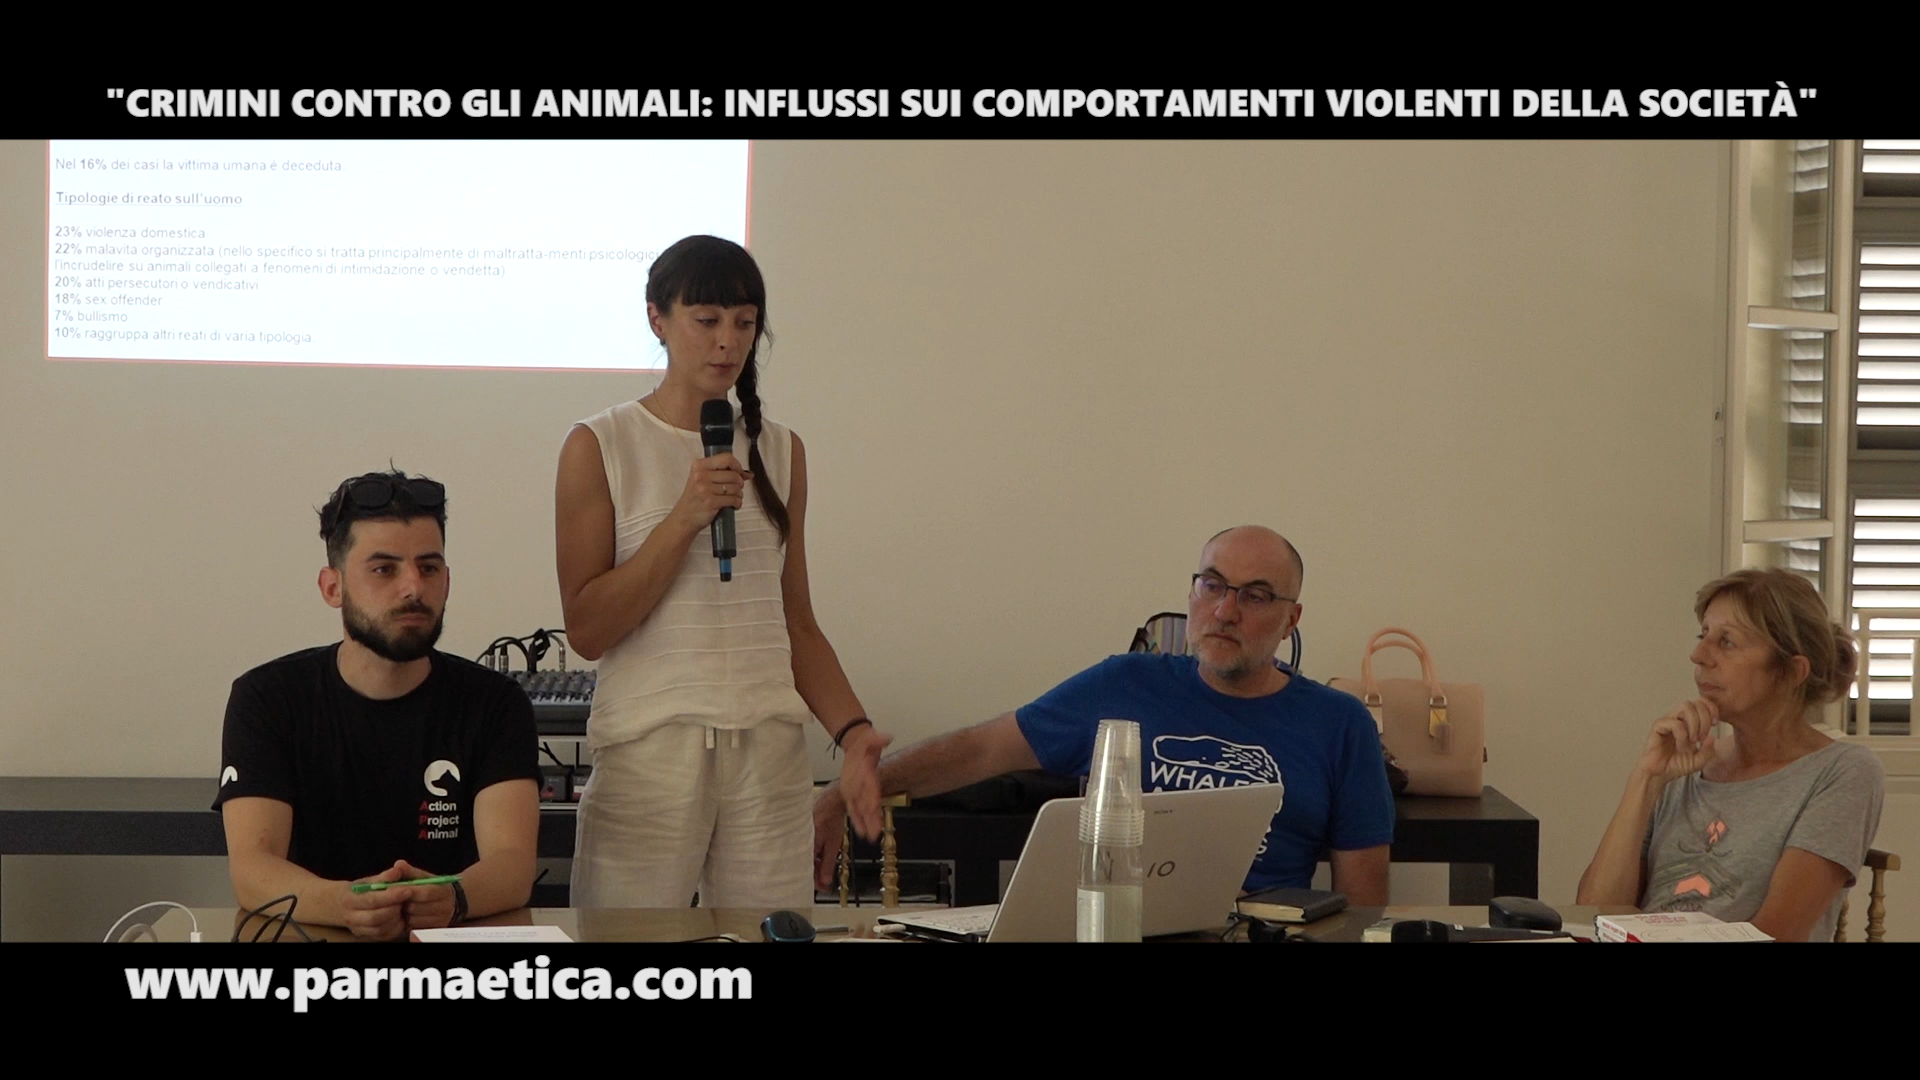 "CRIMINI CONTRO GLI ANIMALI: INFLUSSI SUI COMPORTAMENTI VIOLENTI DELLA SOCIETÀ"
Nel 16% dei casi la vittima umana è deceduta.
Tipologie di reato sull'uomo
23% violenza domestica
22% malavita organizzata (nello specifico si tratta principalmente di maltratta-menti psicologici
l'incrudelire su animali collegati a fenomeni di intimidazione o vendetta)
20% atti persecutori o vendicativi
18% sex offender
7% bullismo
10% raggruppa altri reati di varia tipologia.
Action
Project
Animal
WHALE
www.parmaetica.com